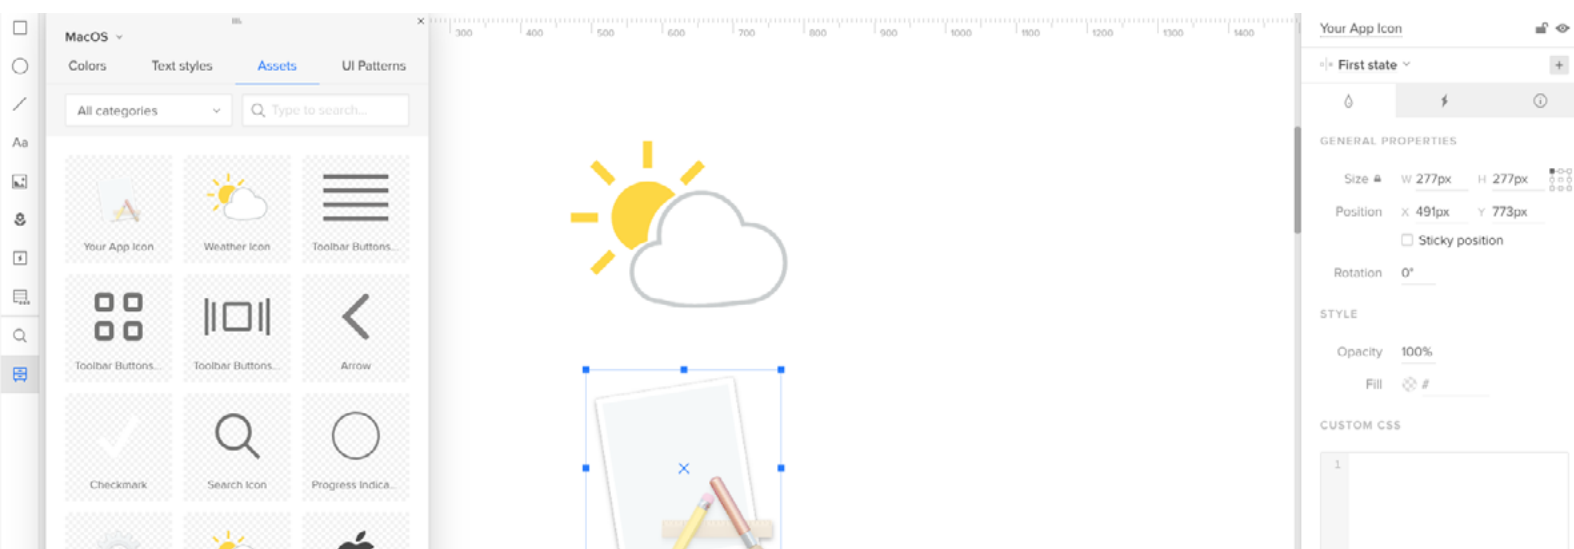 MacOS
Colors Text styles Assets UI Patterns
All categories Type to search...
Your App Icon Weather Icon Toolbar Buttons...
Toolbar Buttons... Toolbar Buttons... Arrow
Checkmark Search Icon Progress Indica...
Aa
300 400 500 600 700 800 900 1000 1100 1200 1300 1400
Your App Icon
First state
GENERAL PROPERTIES
Size W 277px H 277px
Position X 491px Y 773px
Sticky position
Rotation 0°
STYLE
Opacity 100%
Fill #
CUSTOM CSS
1